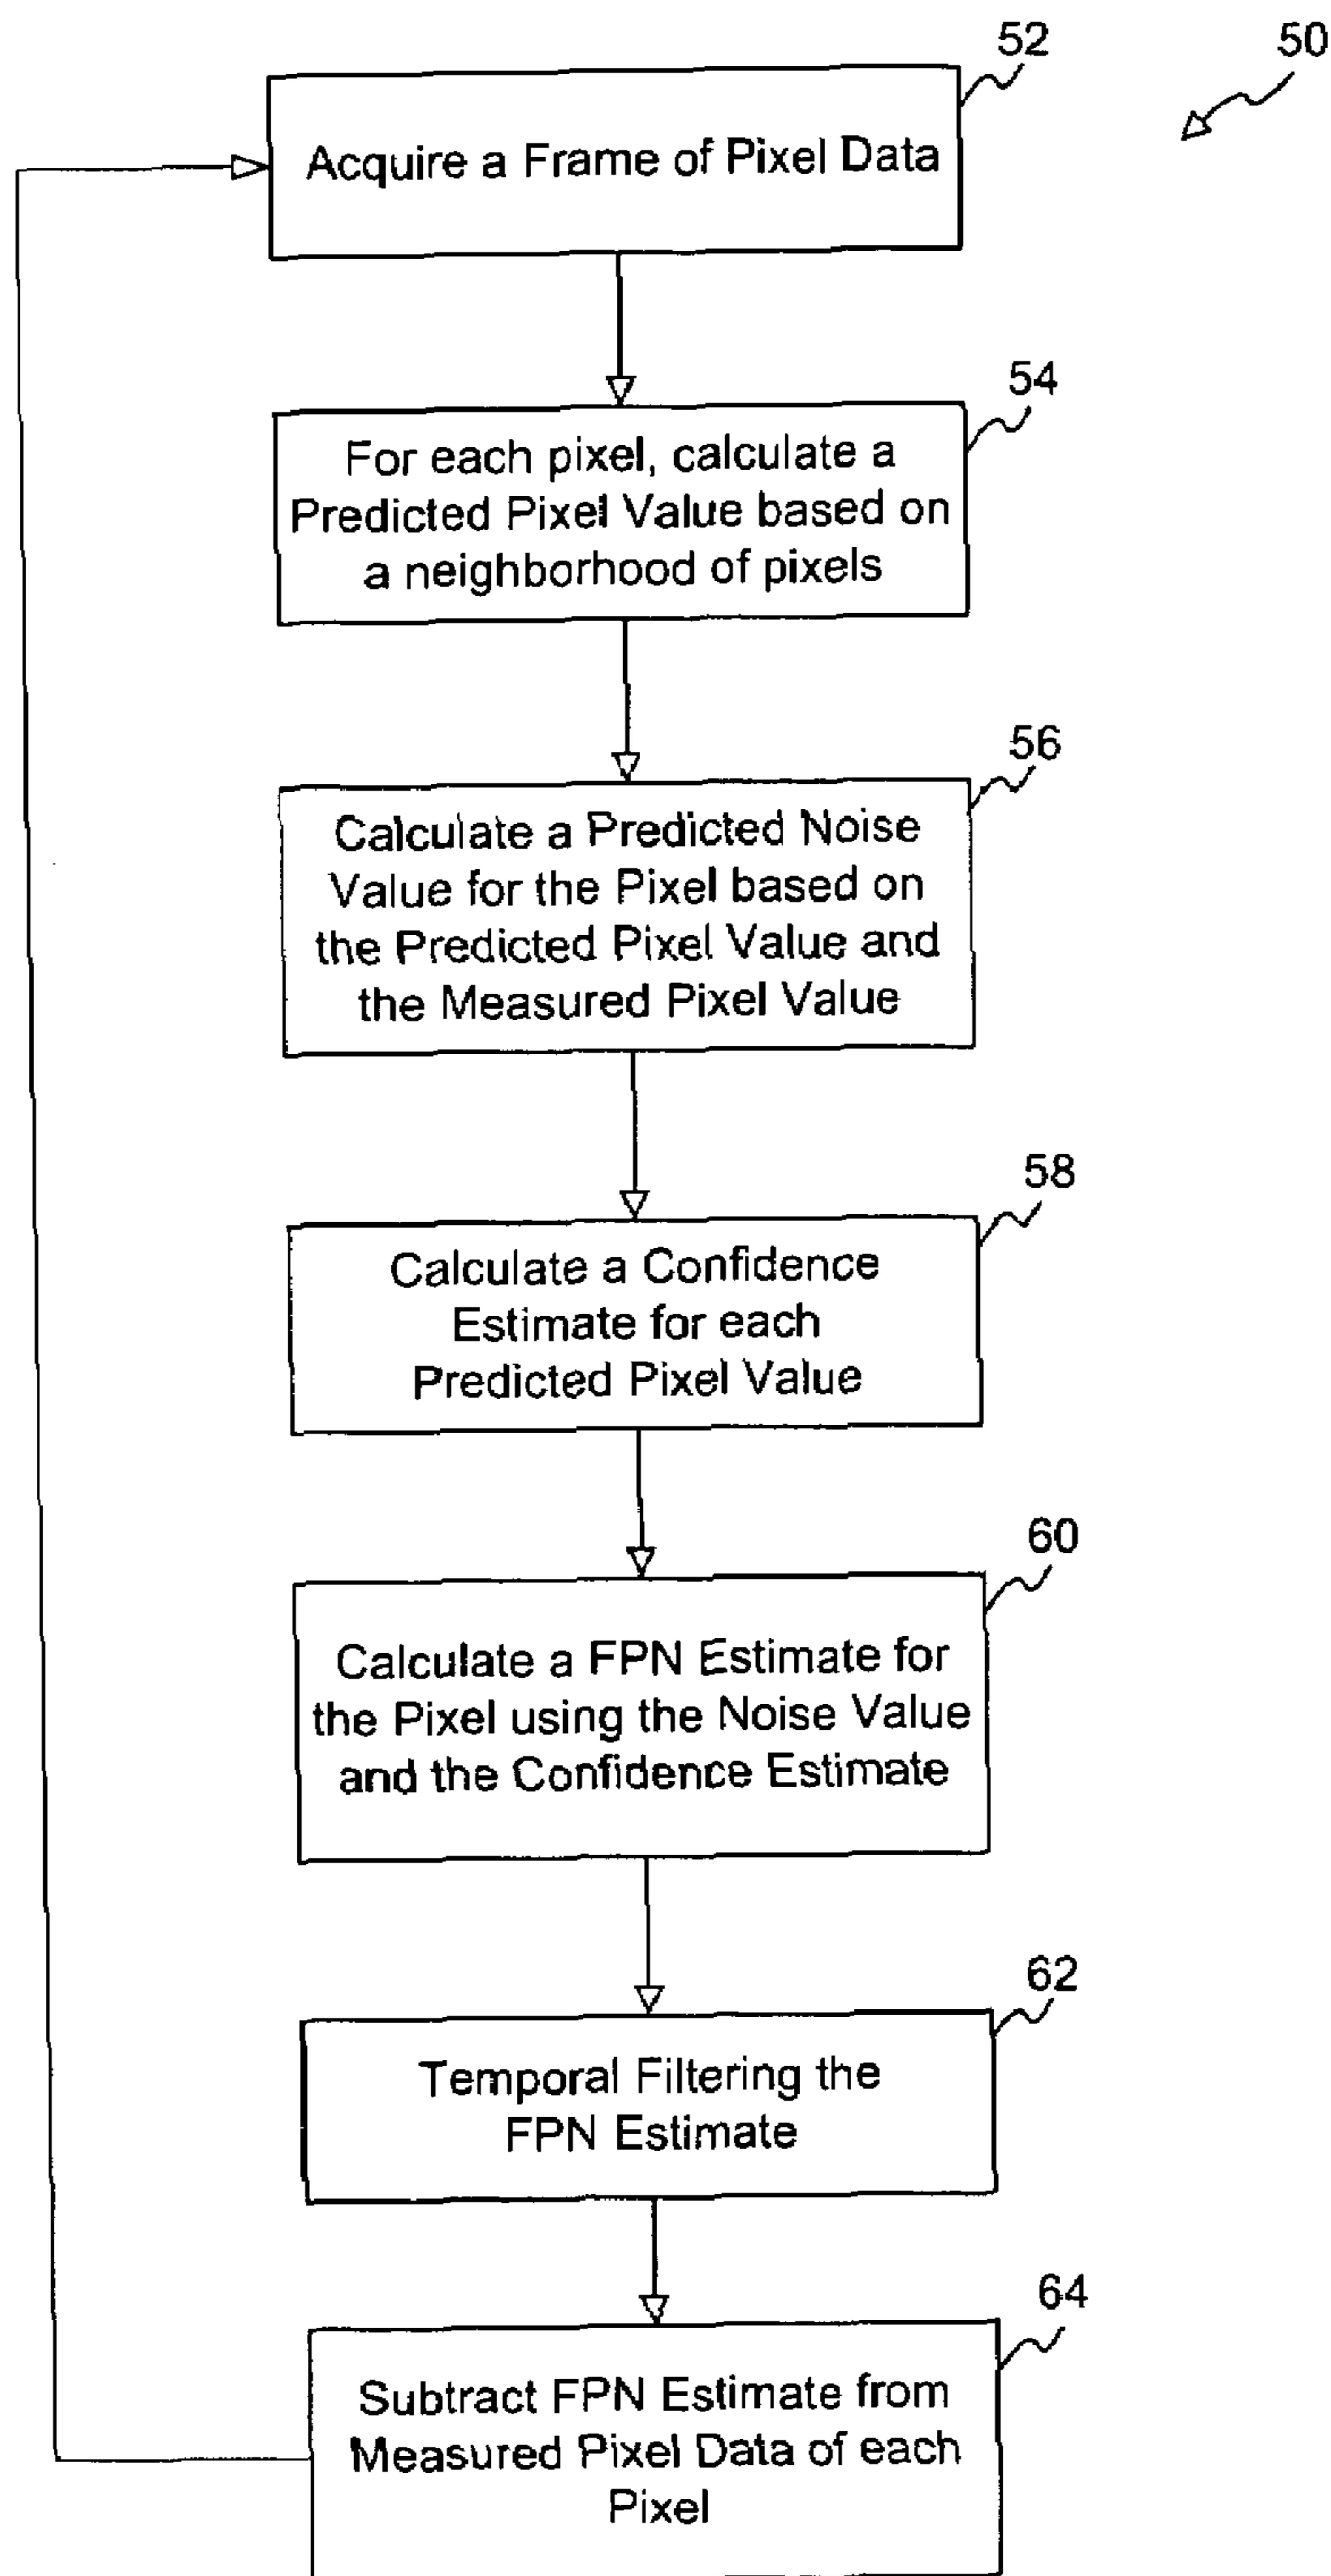 50
52
Acquire a Frame of Pixel Data
54
For each pixel, calculate a
Predicted Pixel Value based on
a neighborhood of pixels
56
Calculate a Predicted Noise
Value for the Pixel based on
the Predicted Pixel Value and
the Measured Pixel Value
58
Calculate a Confidence
Estimate for each
Predicted Pixel Value
60
Calculate a FPN Estimate for
the Pixel using the Noise Value
and the Confidence Estimate
62
Temporal Filtering the
FPN Estimate
64
Subtract FPN Estimate from
Measured Pixel Data of each
Pixel